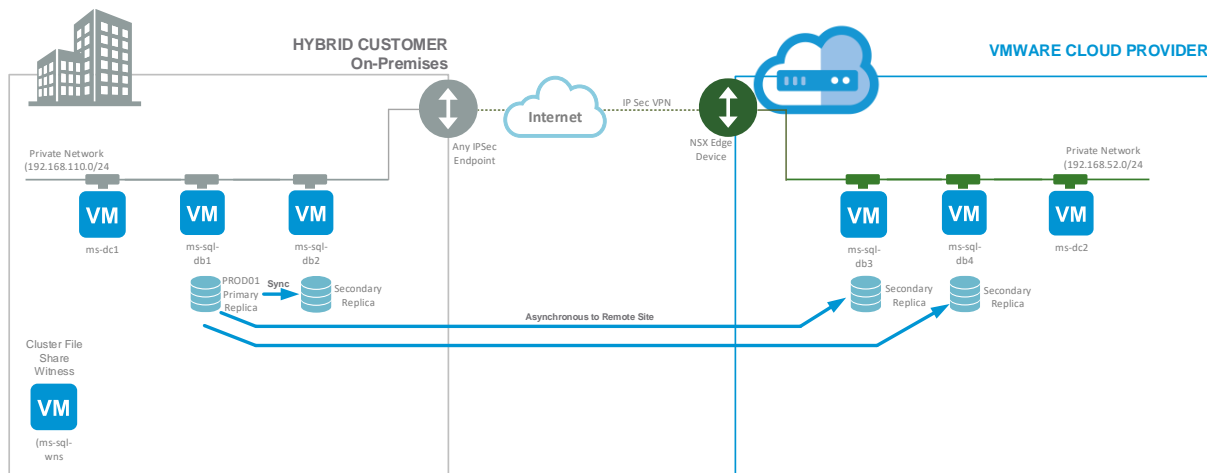 HYBRID CUSTOMER
On-Premises
VMWARE CLOUD PROVIDER
Internet
IP Sec VPN
Any IPSec
Endpoint
NSX Edge
Device
Private Network
(192.168.110.0/24
Private Network
(192.168.52.0/24
VM
VM
VM
VM
VM
VM
ms-dc1
ms-sql-
db1
ms-sql-
db2
ms-sql-
db3
ms-sql-
db4
ms-dc2
PROD01
Primary
Replica
Sync
Secondary
Replica
Secondary
Replica
Secondary
Replica
Asynchronous to Remote Site
Cluster File
Share
Witness
VM
(ms-sql-
wns